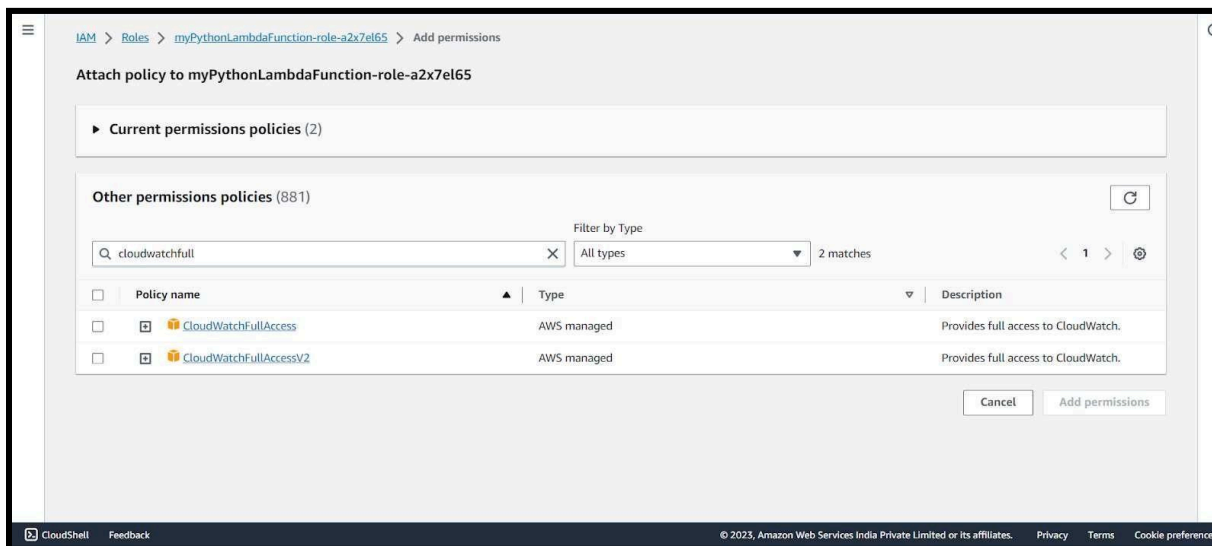 IAM > Roles > myPythonLambdaFunction-role-a2x7el65 > Add permissions
Attach policy to myPythonLambdaFunction-role-a2x7el65
Current permissions policies (2)
Other permissions policies (881)
Filter by Type
cloudwatchfull All types 2 matches < 1 >
Policy name Type Description
CloudWatchFullAccess AWS managed Provides full access to CloudWatch.
CloudWatchFullAccessV2 AWS managed Provides full access to CloudWatch.
Cancel Add permissions
CloudShell Feedback © 2023, Amazon Web Services India Private Limited or its affiliates. Privacy Terms Cookie preference